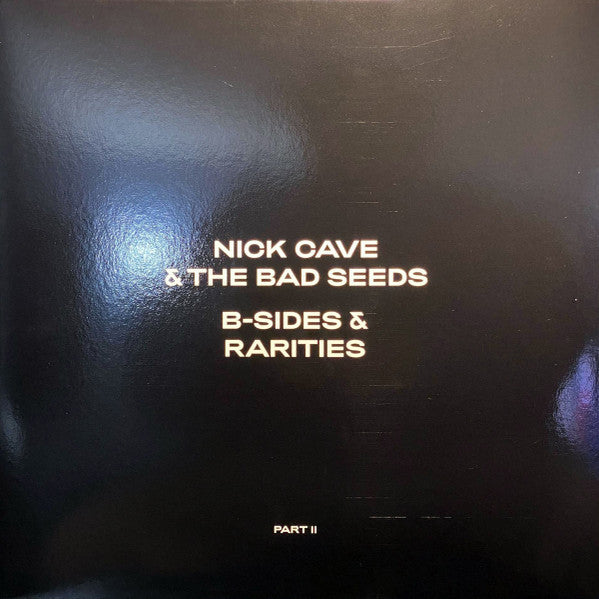 NICK CAVE
& THE BAD SEEDS
B-SIDES &
RARITIES
PART II